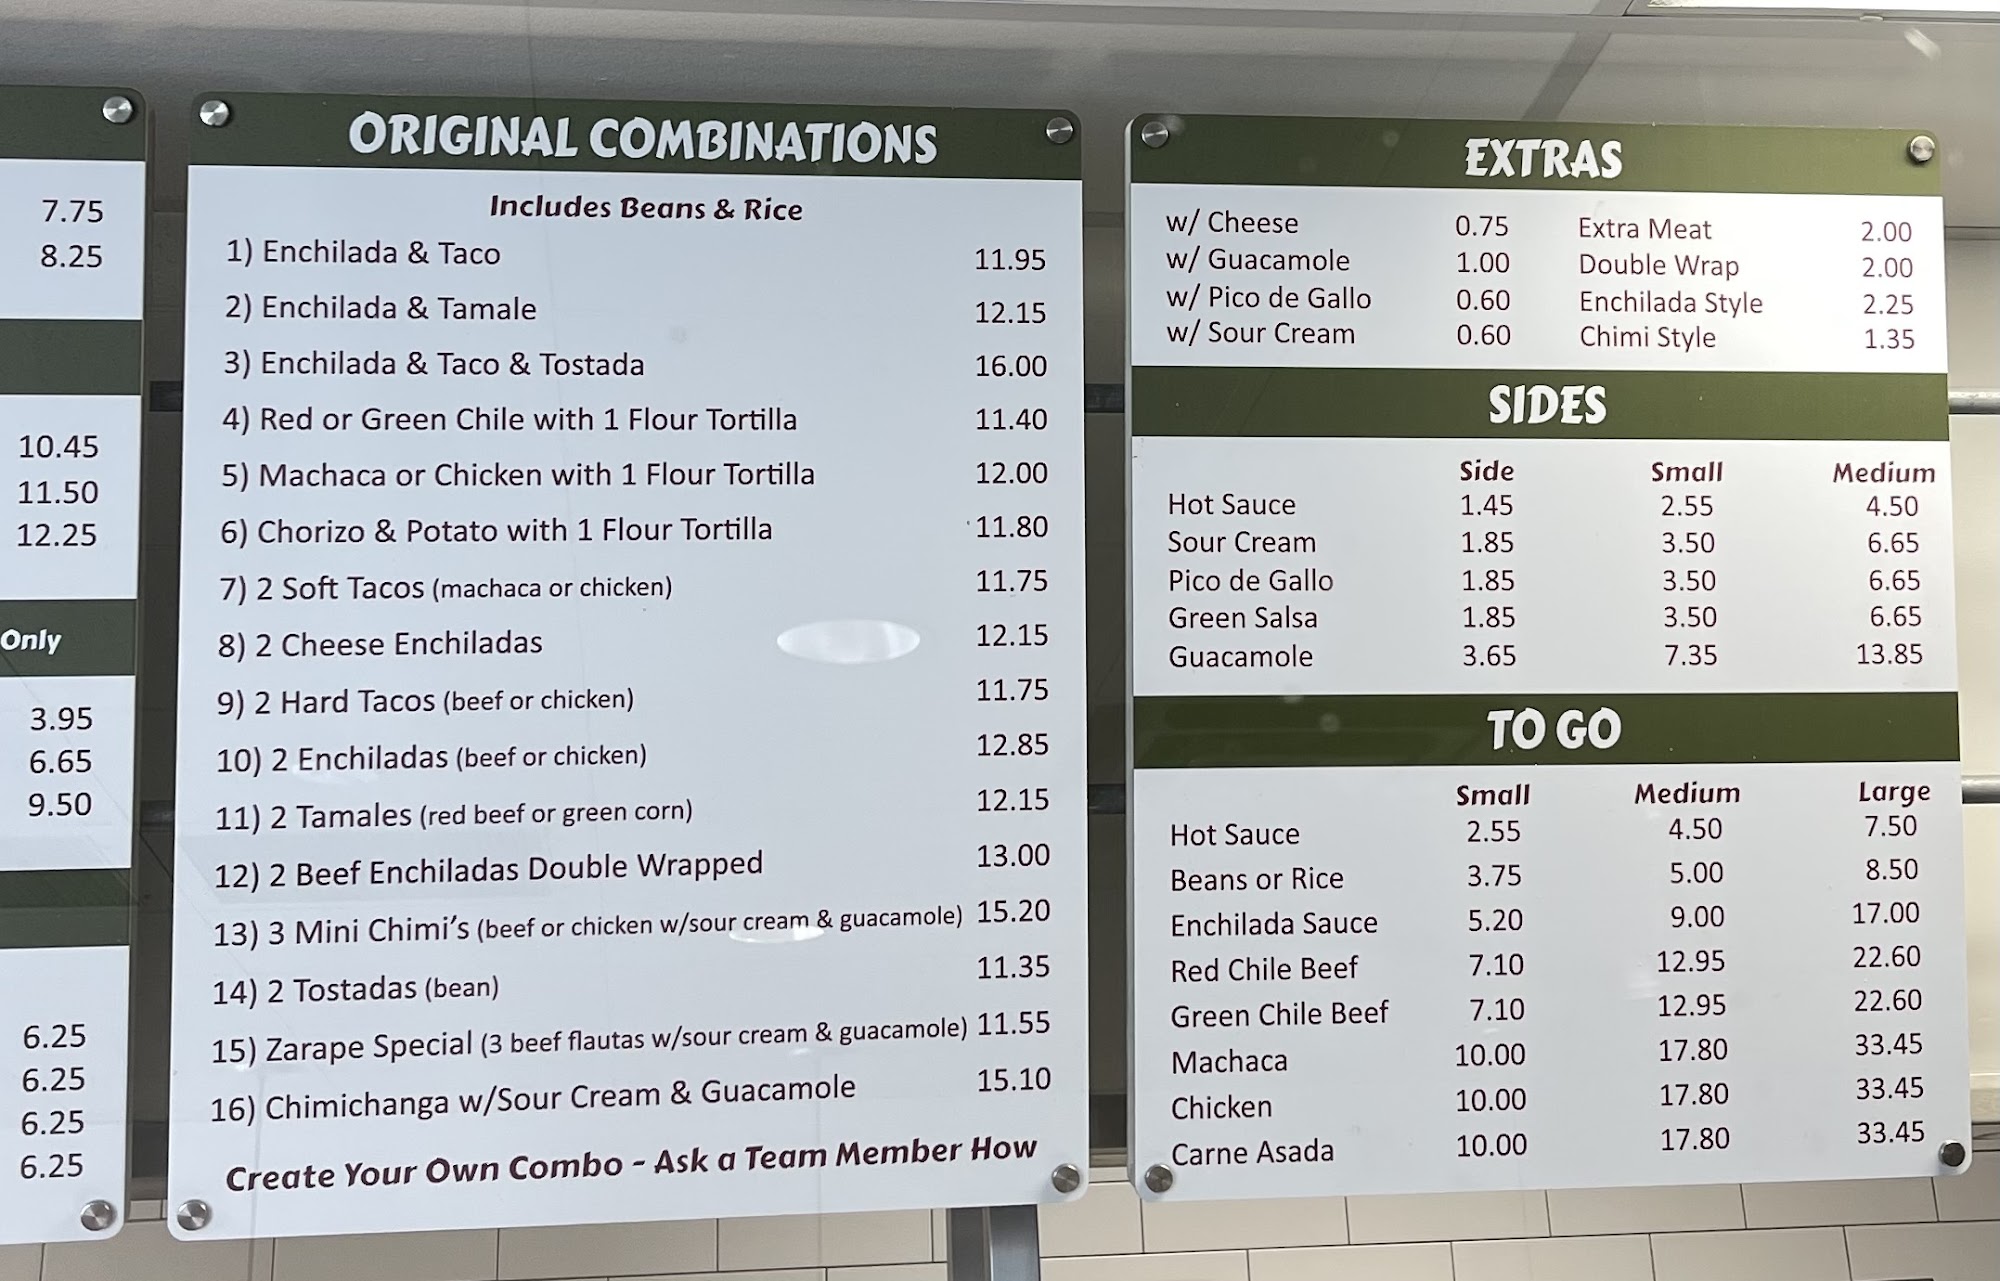 7.75
8.25
10.45
11.50
12.25
Only
3.95
6.65
9.50
6.25
6.25
6.25
6.25
ORIGINAL COMBINATIONS
Includes Beans & Rice
1) Enchilada & Taco 11.95
2) Enchilada & Tamale 12.15
3) Enchilada & Taco & Tostada 16.00
4) Red or Green Chile with 1 Flour Tortilla 11.40
5) Machaca or Chicken with 1 Flour Tortilla 12.00
6) Chorizo & Potato with 1 Flour Tortilla 11.80
7) 2 Soft Tacos (machaca or chicken) 11.75
8) 2 Cheese Enchiladas 12.15
9) 2 Hard Tacos (beef or chicken) 11.75
10) 2 Enchiladas (beef or chicken) 12.85
11) 2 Tamales (red beef or green corn) 12.15
12) 2 Beef Enchiladas Double Wrapped 13.00
13) 3 Mini Chimi's (beef or chicken w/sour cream & guacamole) 15.20
14) 2 Tostadas (bean) 11.35
15) Zarape Special (3 beef flautas w/sour cream & guacamole) 11.55
16) Chimichanga w/Sour Cream & Guacamole 15.10
Create Your Own Combo - Ask a Team Member How
EXTRAS
w/ Cheese 0.75 Extra Meat 2.00
w/ Guacamole 1.00 Double Wrap 2.00
w/ Pico de Gallo 0.60 Enchilada Style 2.25
w/ Sour Cream 0.60 Chimi Style 1.35
SIDES
Side Small Medium
Hot Sauce 1.45 2.55 4.50
Sour Cream 1.85 3.50 6.65
Pico de Gallo 1.85 3.50 6.65
Green Salsa 1.85 3.50 6.65
Guacamole 3.65 7.35 13.85
TO GO
Small Medium Large
Hot Sauce 2.55 4.50 7.50
Beans or Rice 3.75 5.00 8.50
Enchilada Sauce 5.20 9.00 17.00
Red Chile Beef 7.10 12.95 22.60
Green Chile Beef 7.10 12.95 22.60
Machaca 10.00 17.80 33.45
Chicken 10.00 17.80 33.45
Carne Asada 10.00 17.80 33.45